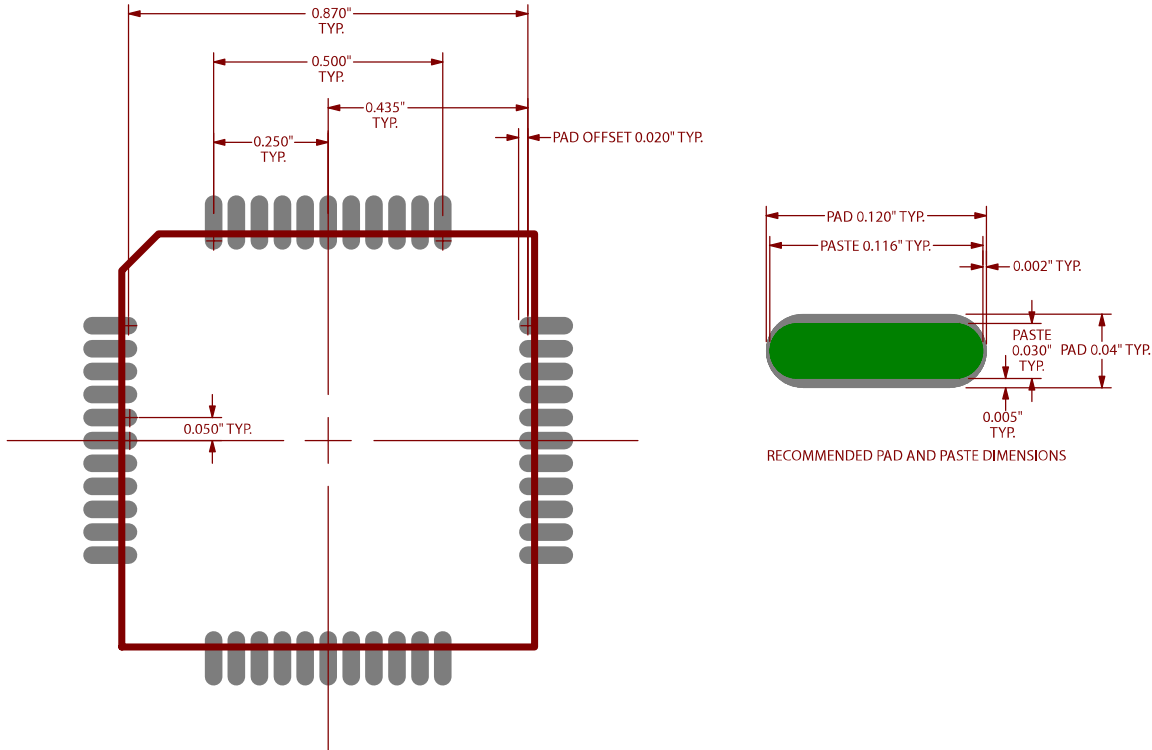 0.870"
TYP.
0.500"
TYP.
0.435"
TYP.
PAD OFFSET 0.020" TYP.
0.250"
TYP.
0.050" TYP.
PAD 0.120" TYP.
PASTE 0.116" TYP.
0.002" TYP.
PASTE
0.030"
TYP.
PAD 0.04" TYP.
0.005"
TYP.
RECOMMENDED PAD AND PASTE DIMENSIONS